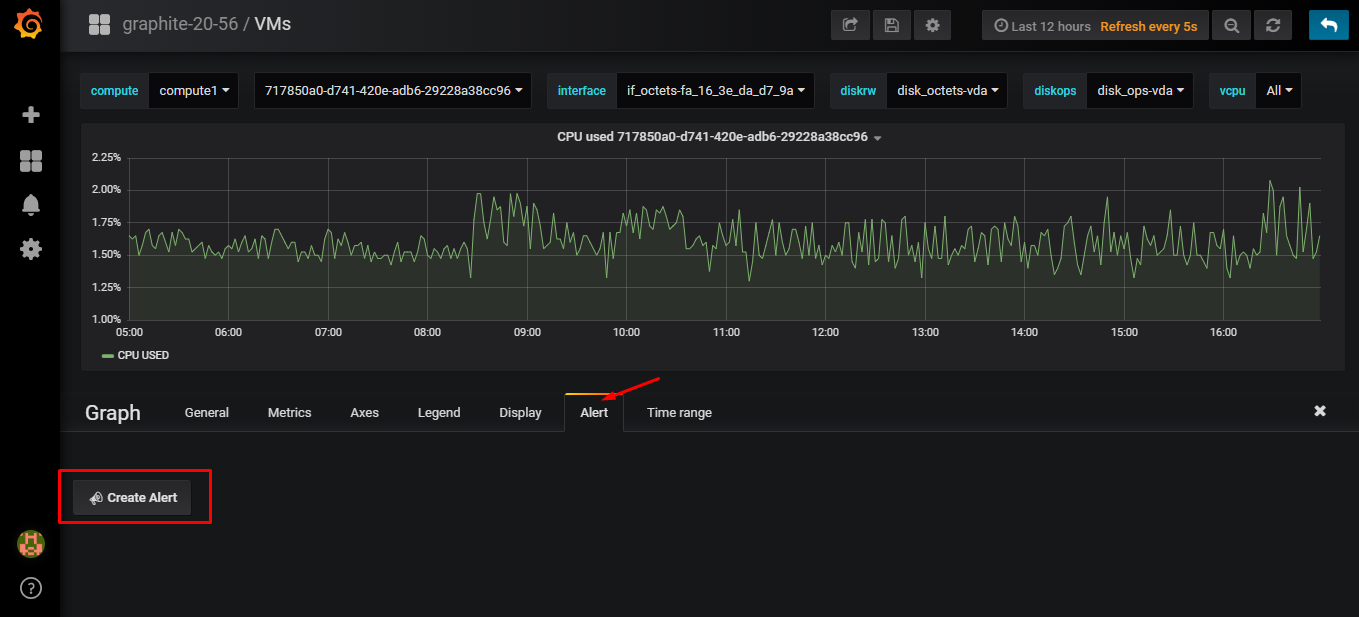 graphite-20-56 / VMs
Last 12 hours Refresh every 5s
compute compute1 717850a0-d741-420e-adb6-29228a38cc96 interface if_octets-fa_16_3e_da_d7_9a diskrw disk_octets-vda diskops disk_ops-vda vcpu All
CPU used 717850a0-d741-420e-adb6-29228a38cc96
2.25%
2.00%
1.75%
1.50%
1.25%
1.00%
05:00 06:00 07:00 08:00 09:00 10:00 11:00 12:00 13:00 14:00 15:00 16:00
CPU USED
Graph General Metrics Axes Legend Display Alert Time range
Create Alert